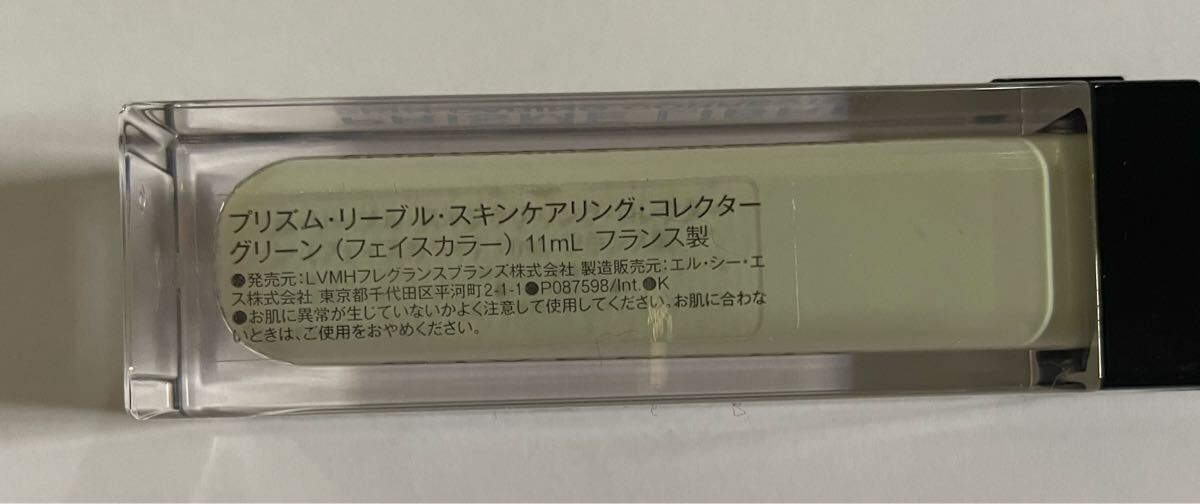 プリズム・リーブル・スキンケアリング・コレクター
グリーン（フェイスカラー）11mL フランス製
●発売元：LVMHフレグランスブランズ株式会社 製造販売元：エル・シー・エ
ス株式会社 東京都千代田区平河町2-1-1●P087598/Int.●K
●お肌に異常が生じていないかよく注意して使用してください。お肌に合わな
いときは、ご使用をおやめください。